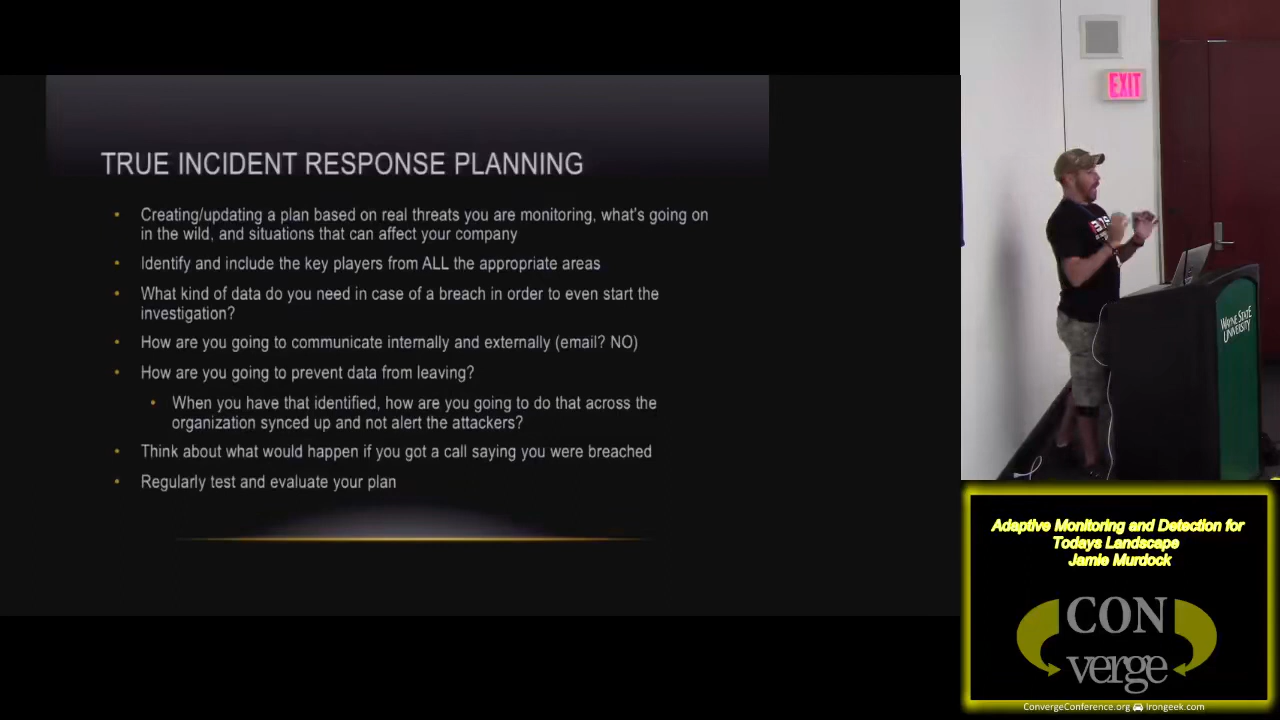 TRUE INCIDENT RESPONSE PLANNING
• Creating/updating a plan based on real threats you are monitoring, what's going on
in the wild, and situations that can affect your company
• Identify and include the key players from ALL the appropriate areas
• What kind of data do you need in case of a breach in order to even start the
investigation?
• How are you going to communicate internally and externally (email? NO)
• How are you going to prevent data from leaving?
• When you have that identified, how are you going to do that across the
organization synced up and not alert the attackers?
• Think about what would happen if you got a call saying you were breached
• Regularly test and evaluate your plan
EXIT
WAYNE STATE
UNIVERSITY
Adaptive Monitoring and Detection for
Todays Landscape
Jamie Murdock
CON
verge
ConvergeConference.org Irongeek.com